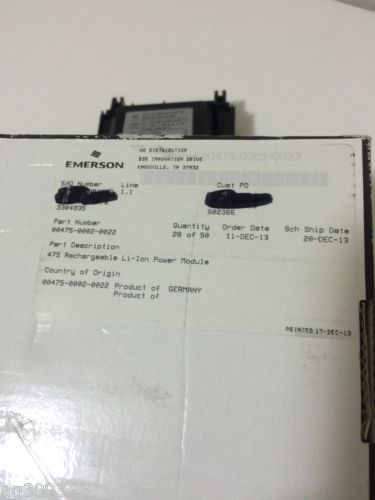 EMERSON
AO DISTRIBUTION
835 INNOVATION DRIVE
KNOXVILLE, TN 37932
00475-0002-0022
S/O Number Line Cust PO
3304935 1.1 S02366
Part Number Quantity Order Date Sch Ship Date
00475-0002-0022 28 of 50 11-DEC-13 20-DEC-13
Part Description
475 Rechargeable Li-Ion Power Module
Country of Origin
00475-0002-0022 Product of GERMANY
Product of
PRINTED 17-DEC-13